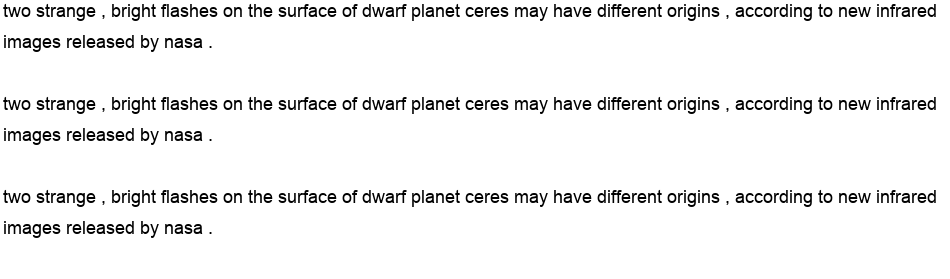 two strange , bright flashes on the surface of dwarf planet ceres may have different origins , according to new infrared
images released by nasa .
two strange , bright flashes on the surface of dwarf planet ceres may have different origins , according to new infrared
images released by nasa .
two strange , bright flashes on the surface of dwarf planet ceres may have different origins , according to new infrared
images released by nasa .